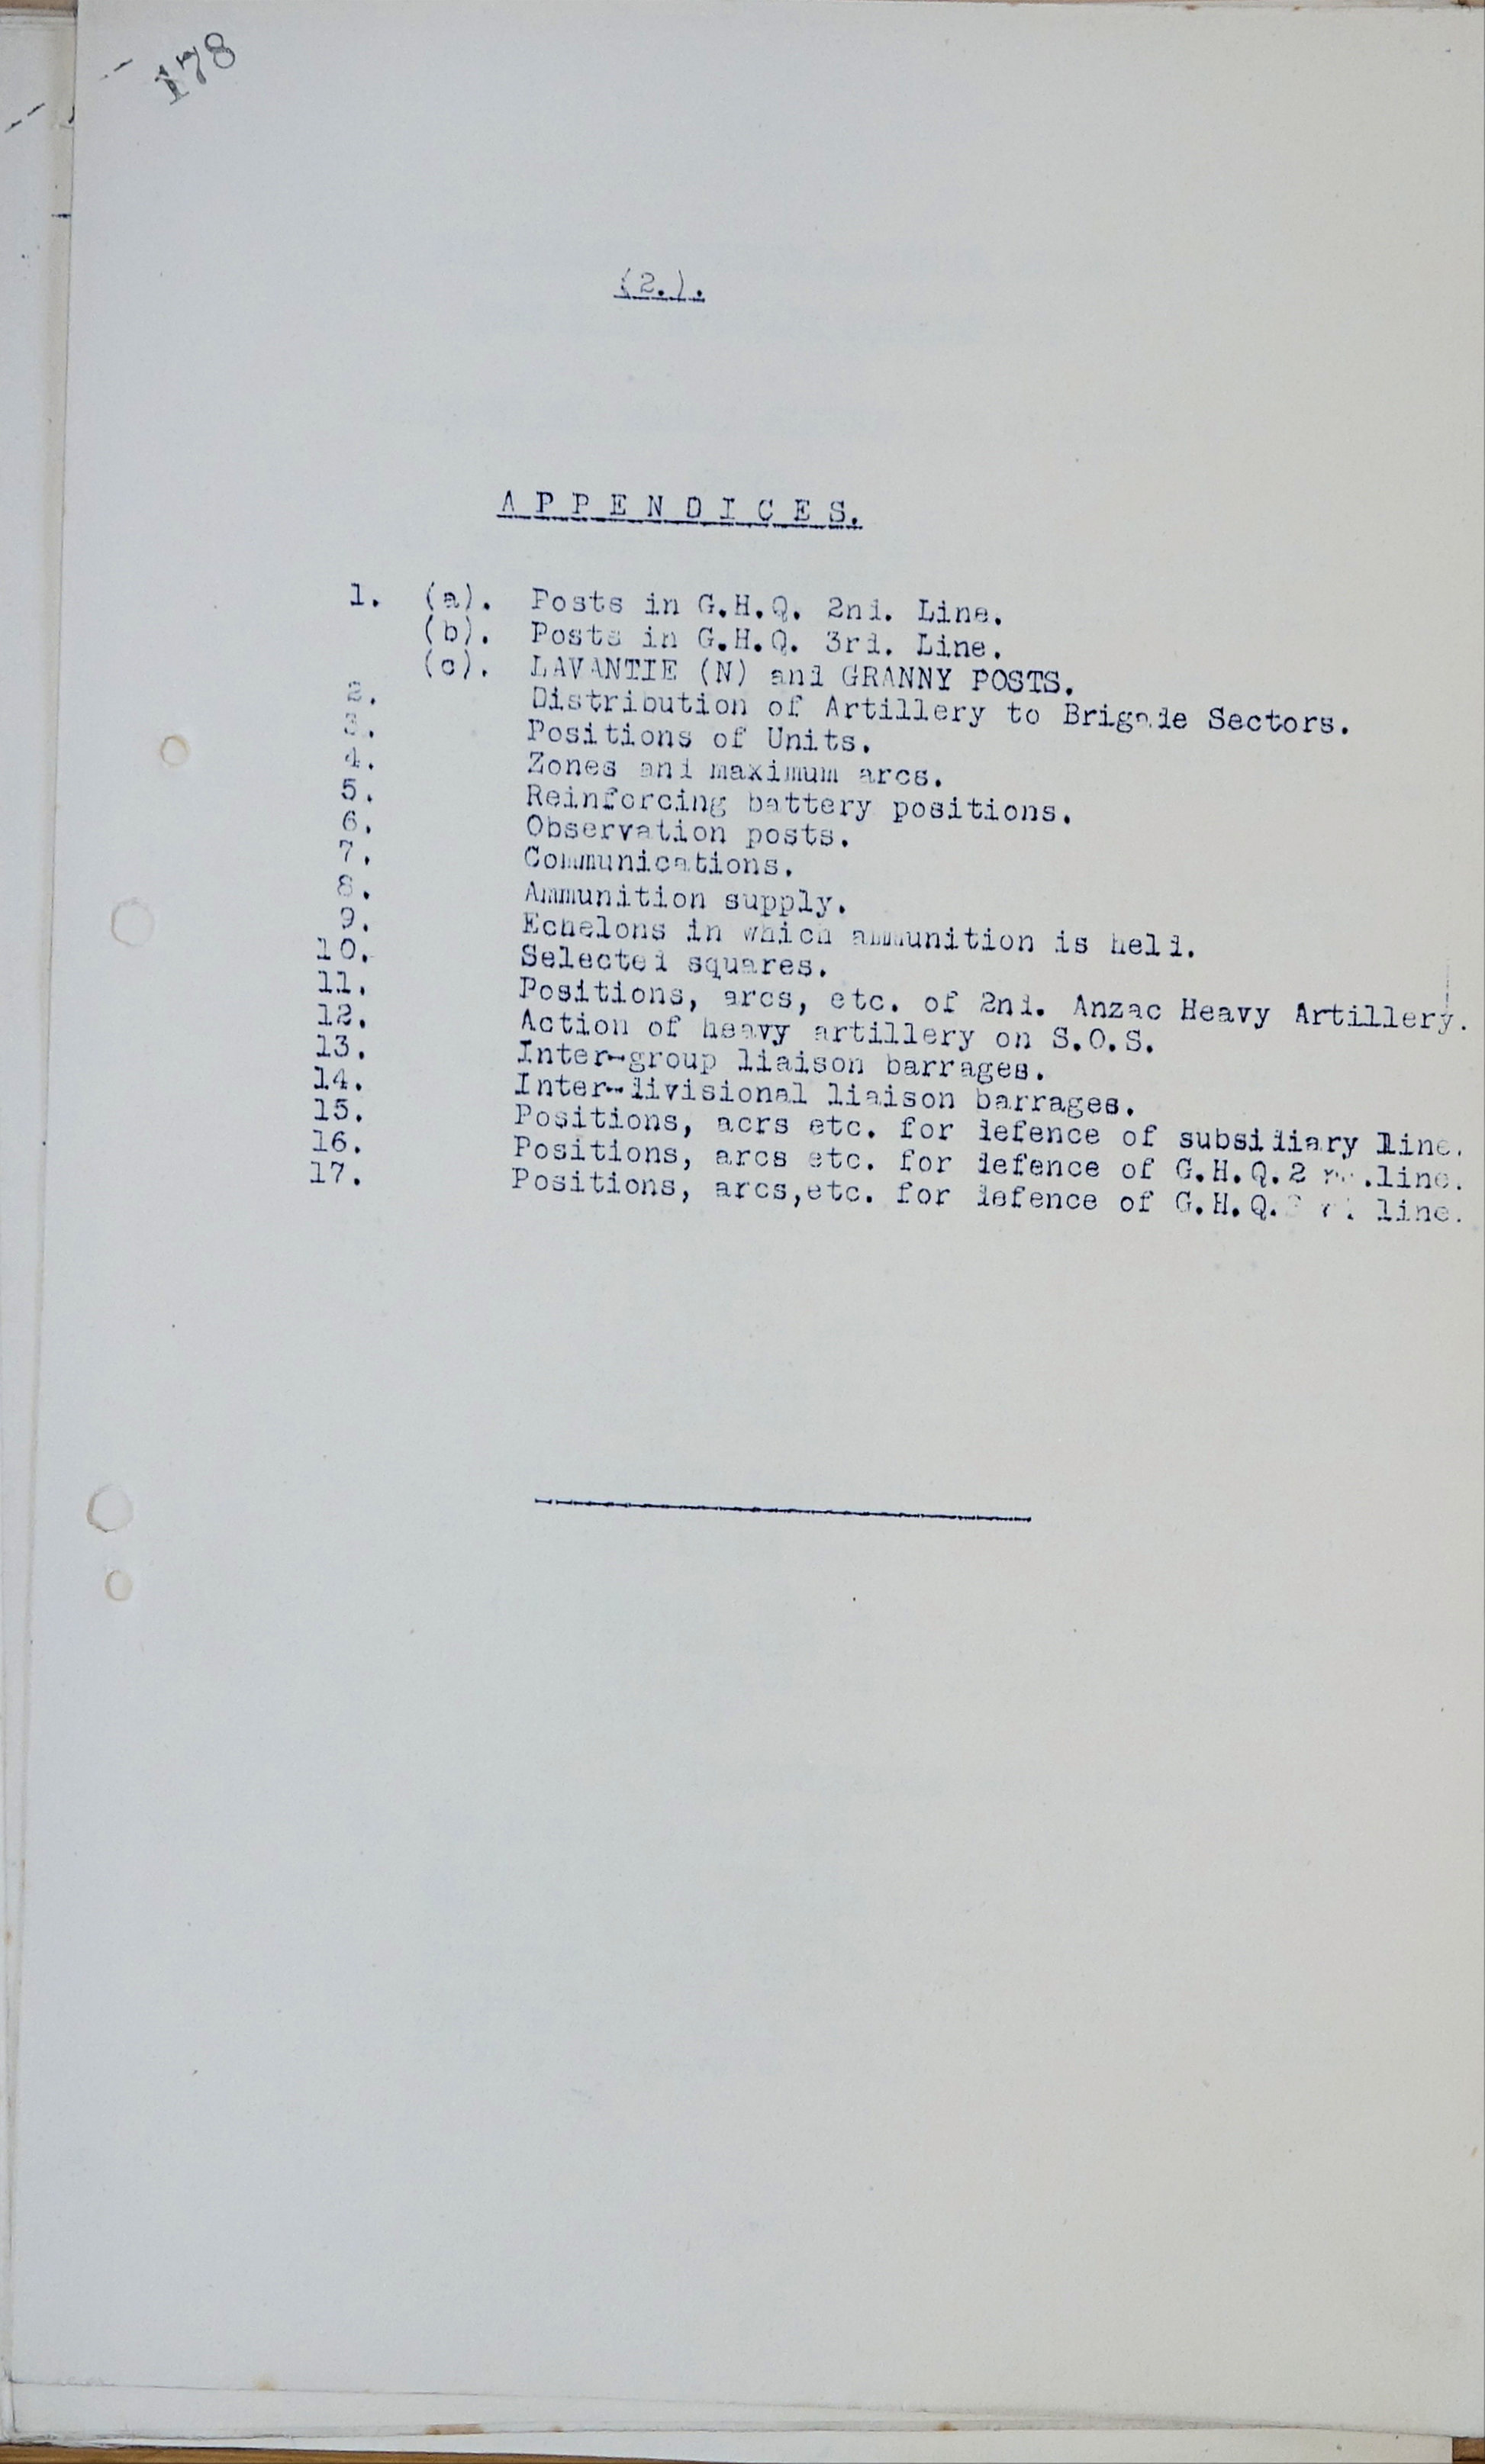 178
(2.).
APPENDICES.
1. (a). Posts in G.H.Q. 2nd. Line.
(b). Posts in G.H.Q. 3rd. Line.
(c). LAVANTIE (N) and GRANNY POSTS.
2. Distribution of Artillery to Brigade Sectors.
3. Positions of Units.
4. Zones and maximum arcs.
5. Reinforcing battery positions.
6. Observation posts.
7. Communications.
8. Ammunition supply.
9. Echelons in which ammunition is held.
10. Selected squares.
11. Positions, arcs, etc. of 2nd. Anzac Heavy Artillery.
12. Action of heavy artillery on S.O.S.
13. Inter-group liaison barrages.
14. Inter-divisional liaison barrages.
15. Positions, acrs etc. for defence of subsidiary line.
16. Positions, arcs etc. for defence of G.H.Q. 2 .line.
17. Positions, arcs,etc. for defence of G.H.Q. line.